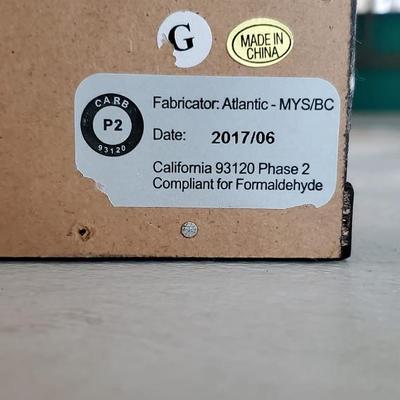 G
MADE IN
CHINA
CARB
P2
93120
Fabricator: Atlantic - MYS/BC
Date: 2017/06
California 93120 Phase 2
Compliant for Formaldehyde